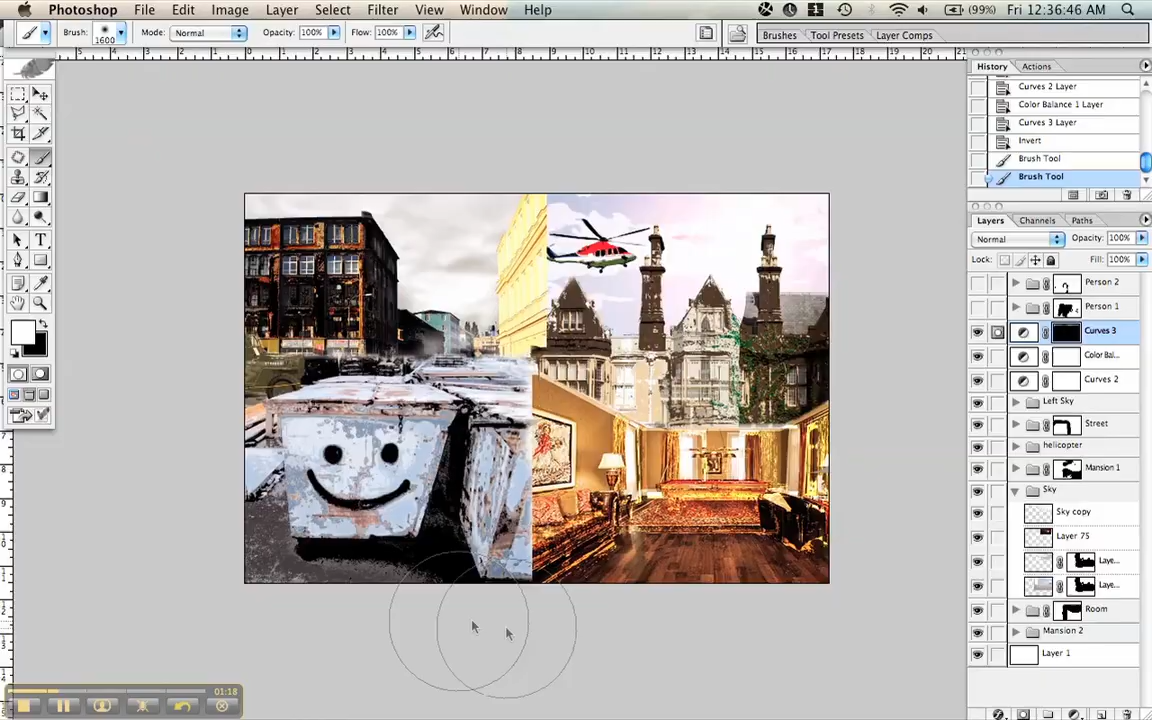 Photoshop File Edit Image Layer Select Filter View Window Help (99%) Fri 12:36:46 AM
Brush: 1600 Mode: Normal Opacity: 100% Flow: 100% Brushes Tool Presets Layer Comps
History Actions
Curves 2 Layer
Color Balance 1 Layer
Curves 3 Layer
Invert
Brush Tool
Brush Tool
Layers Channels Paths
Normal Opacity: 100%
Lock: Fill: 100%
Person 2
Person 1
Curves 3
Color Bal...
Curves 2
Left Sky
Street
helicopter
Mansion 1
Sky
Sky copy
Layer 75
Laye...
Laye...
Room
Mansion 2
Layer 1
01:18